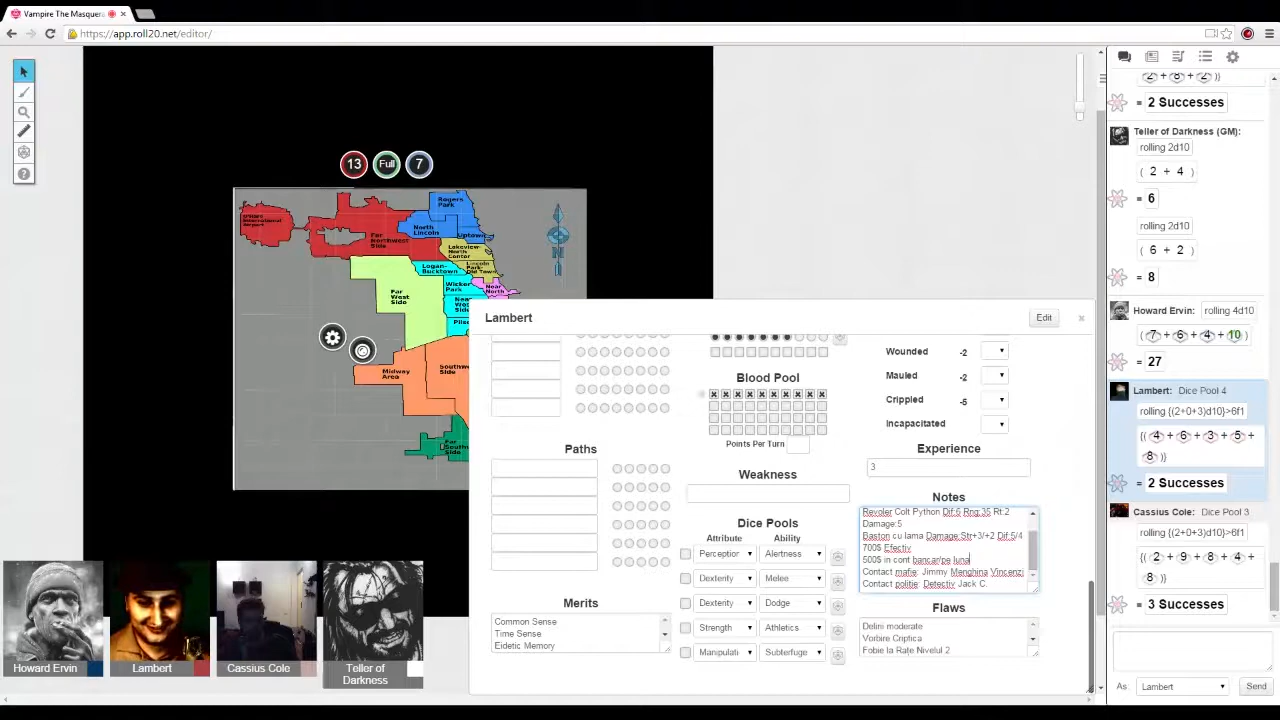 Vampire The Masquera
https://app.roll20.net/editor/
13
Full
7
Rogers
Park
North
Lincoln
Uptown
Far
Northwest
Side
Lakeview-
North
Center
Lincoln
Park-
Old Town
Logan-
Bucktown
Wicker
Park
Near
North
Far
West
Side
Midway
Area
N
Lambert
Edit
Wounded -2
Mauled -2
Crippled -5
Incapacitated
Blood Pool
Points Per Turn
Paths
Weakness
Experience
3
Notes
Revoler Colt Python Dif:6 Rng:35 Rt:2
Damage:5
Baston cu lama Damage:Str+3/+2 Dif.5/4
700$ Efectiv
500$ in cont bancar/pe luna
Contact mafie: Jimmy Menghina Vincenzi
Contact politie: Detectiv Jack C.
Dice Pools
Attribute Ability
Perception Alertness
Dexterity Melee
Dexterity Dodge
Strength Athletics
Manipulati Subterfuge
Merits
Common Sense
Time Sense
Eidetic Memory
Flaws
Delirii moderate
Vorbire Criptica
Fobie la Rate Nivelul 2
Howard Ervin
Lambert
Cassius Cole
Teller of
Darkness
(2 + 8 + 2 )}
= 2 Successes
Teller of Darkness (GM):
rolling 2d10
( 2 + 4 )
= 6
rolling 2d10
( 6 + 2 )
= 8
Howard Ervin: rolling 4d10
(7 + 6 + 4 + 10)
= 27
Lambert: Dice Pool 4
rolling {(2+0+3)d10}>6f1
{( 4 + 6 + 3 + 5 +
8 )}
= 2 Successes
Cassius Cole: Dice Pool 3
rolling {(2+0+3)d10}>6f1
{( 2 + 9 + 8 + 4 +
8 )}
= 3 Successes
As: Lambert
Send